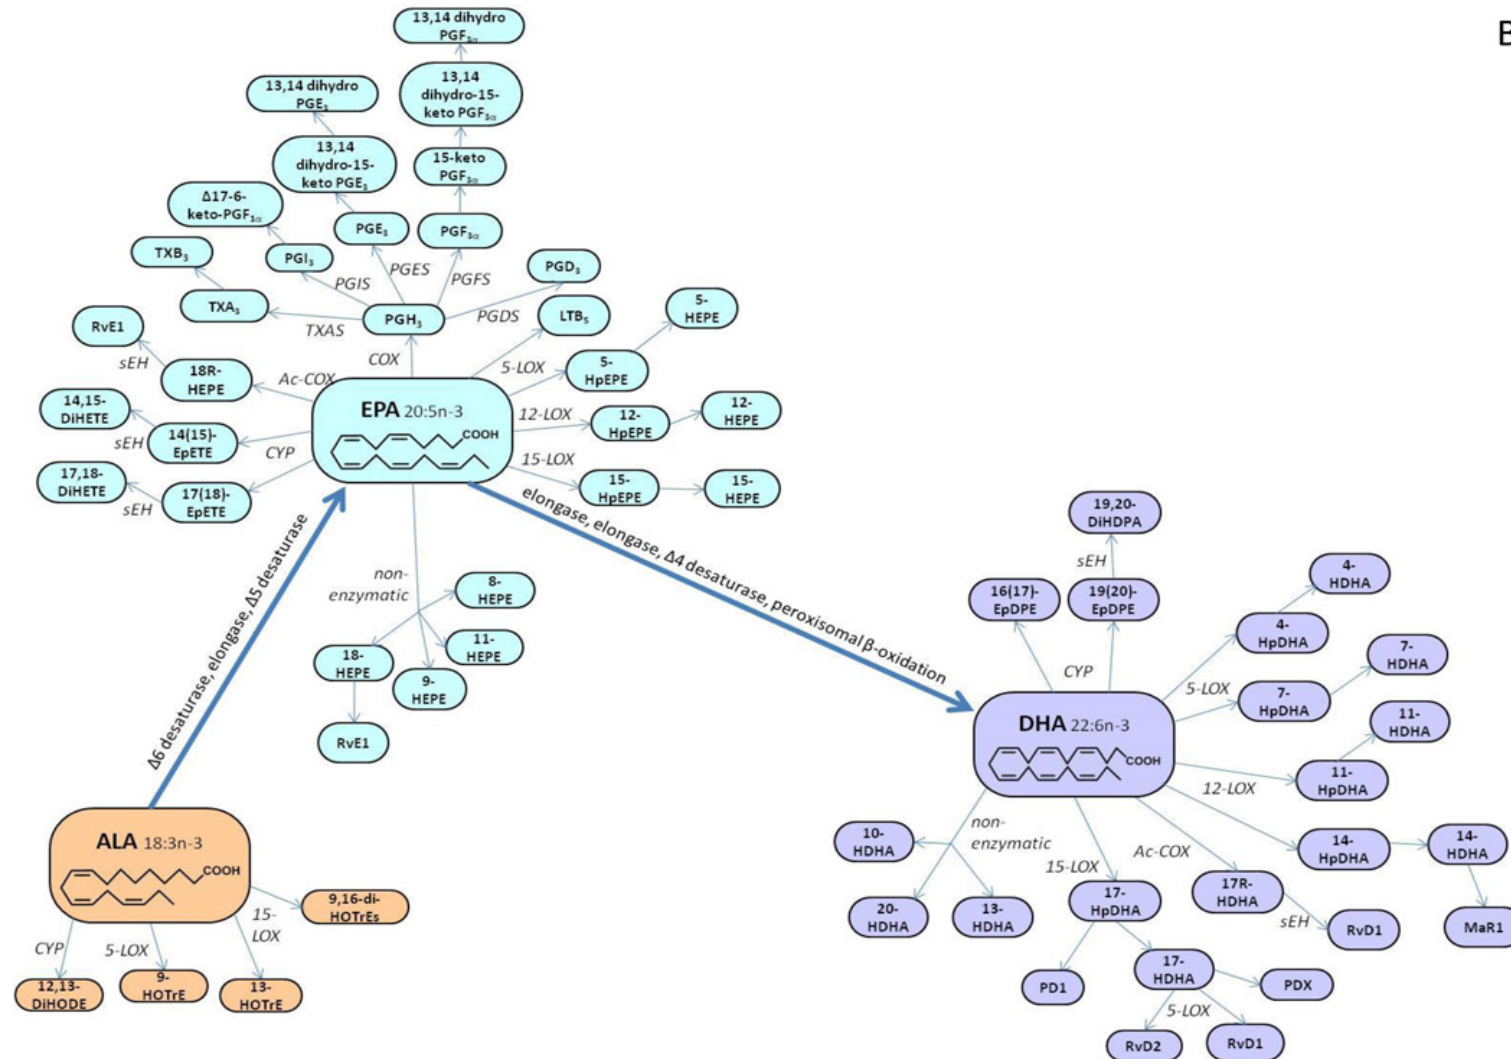 B
13,14 dihydro
PGF₃α
13,14
dihydro-15-
keto PGF₃α
13,14 dihydro
PGE₃
13,14
dihydro-15-
keto PGE₃
15-keto
PGF₃α
Δ17-6-
keto-PGF₁α
PGE₃
PGF₃α
TXB₃
PGI₃
PGIS
PGES
PGFS
PGD₃
TXA₃
TXAS
PGH₃
PGDS
LTB₅
5-
HEPE
RvE1
sEH
18R-
HEPE
Ac-COX
COX
5-LOX
5-
HpEPE
EPA 20:5n-3
COOH
14,15-
DiHETE
sEH
14(15)-
EpETE
CYP
12-LOX
12-
HpEPE
12-
HEPE
17,18-
DiHETE
sEH
17(18)-
EpETE
15-LOX
15-
HpEPE
15-
HEPE
Δ6 desaturase, elongase, Δ5 desaturase
elongase, elongase, Δ4 desaturase, peroxisomal β-oxidation
non-
enzymatic
8-
HEPE
11-
HEPE
18-
HEPE
9-
HEPE
RvE1
19,20-
DiHDPA
sEH
16(17)-
EpDPE
19(20)-
EpDPE
CYP
4-
HDHA
4-
HpDHA
5-LOX
7-
HDHA
7-
HpDHA
DHA 22:6n-3
COOH
11-
HDHA
11-
HpDHA
12-LOX
14-
HpDHA
14-
HDHA
MaR1
non-
enzymatic
10-
HDHA
20-
HDHA
13-
HDHA
15-LOX
17-
HpDHA
Ac-COX
17R-
HDHA
sEH
RvD1
PD1
17-
HDHA
PDX
5-LOX
RvD2
RvD1
ALA 18:3n-3
COOH
9,16-di-
HOTrEs
15-
LOX
CYP
5-LOX
12,13-
DiHODE
9-
HOTrE
13-
HOTrE